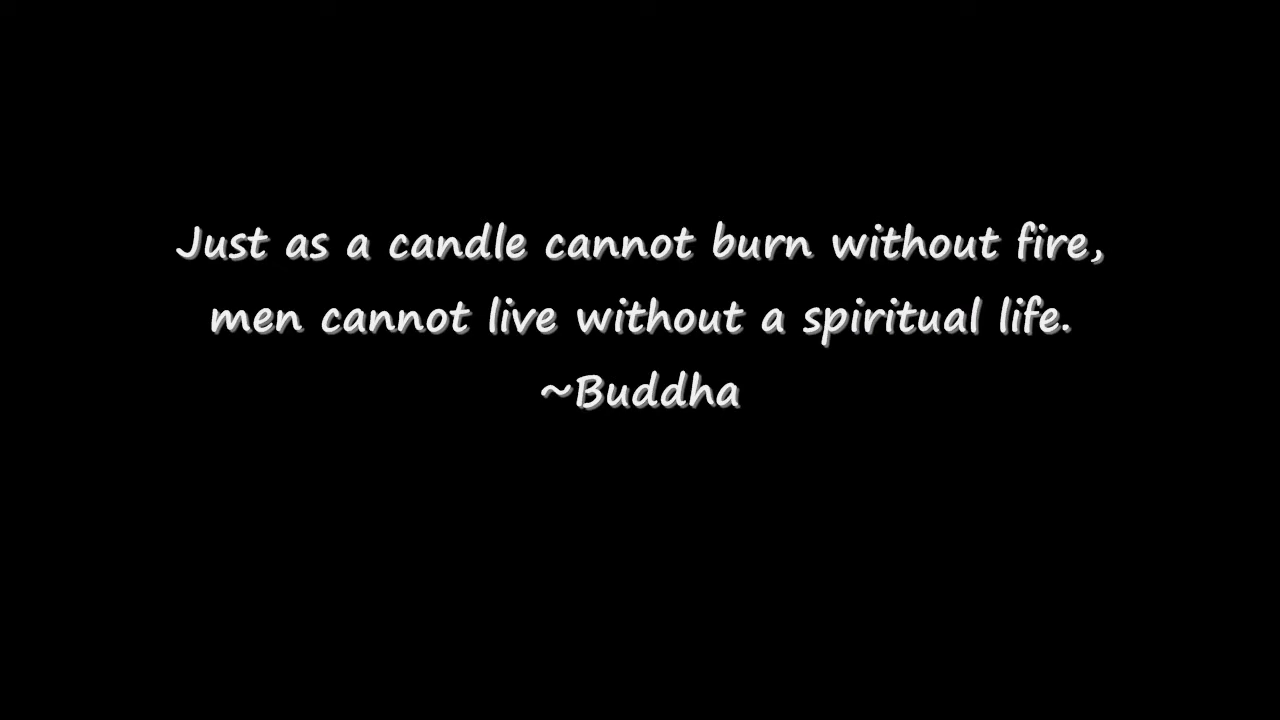 Just as a candle cannot burn without fire,
men cannot live without a spiritual life.
~Buddha